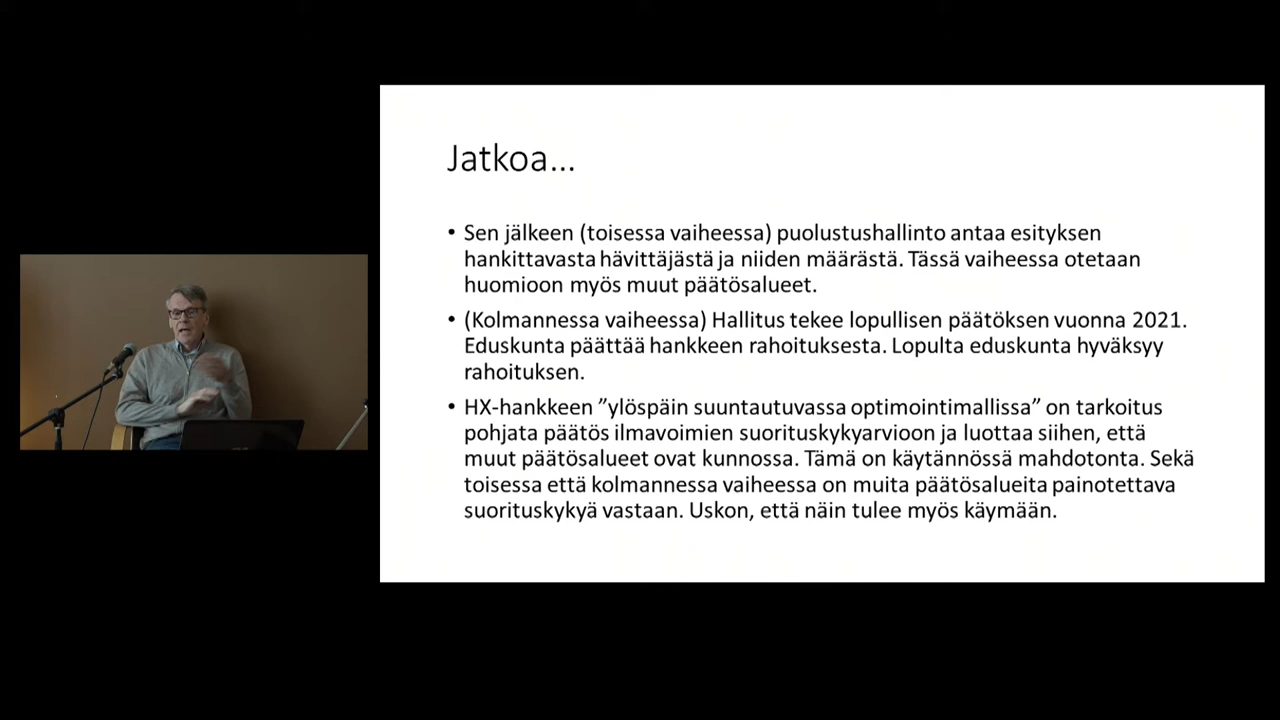 Jatkoa...
• Sen jälkeen (toisessa vaiheessa) puolustushallinto antaa esityksen
hankittavasta hävittäjästä ja niiden määrästä. Tässä vaiheessa otetaan
huomioon myös muut päätösalueet.
• (Kolmannessa vaiheessa) Hallitus tekee lopullisen päätöksen vuonna 2021.
Eduskunta päättää hankkeen rahoituksesta. Lopulta eduskunta hyväksyy
rahoituksen.
• HX-hankkeen ”ylöspäin suuntautuvassa optimointimallissa” on tarkoitus
pohjata päätös ilmavoimien suorituskykyarvioon ja luottaa siihen, että
muut päätösalueet ovat kunnossa. Tämä on käytännössä mahdotonta. Sekä
toisessa että kolmannessa vaiheessa on muita päätösalueita painotettava
suorituskykyä vastaan. Uskon, että näin tulee myös käymään.